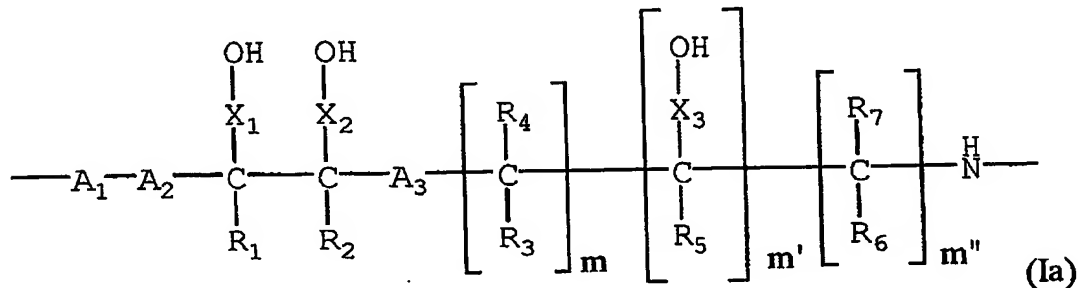 OH OH OH
X1 X2 R4 X3 R7 H
A1 A2 C C A3 C C C N
R1 R2 R3 R5 R6
m m' m"
(Ia)